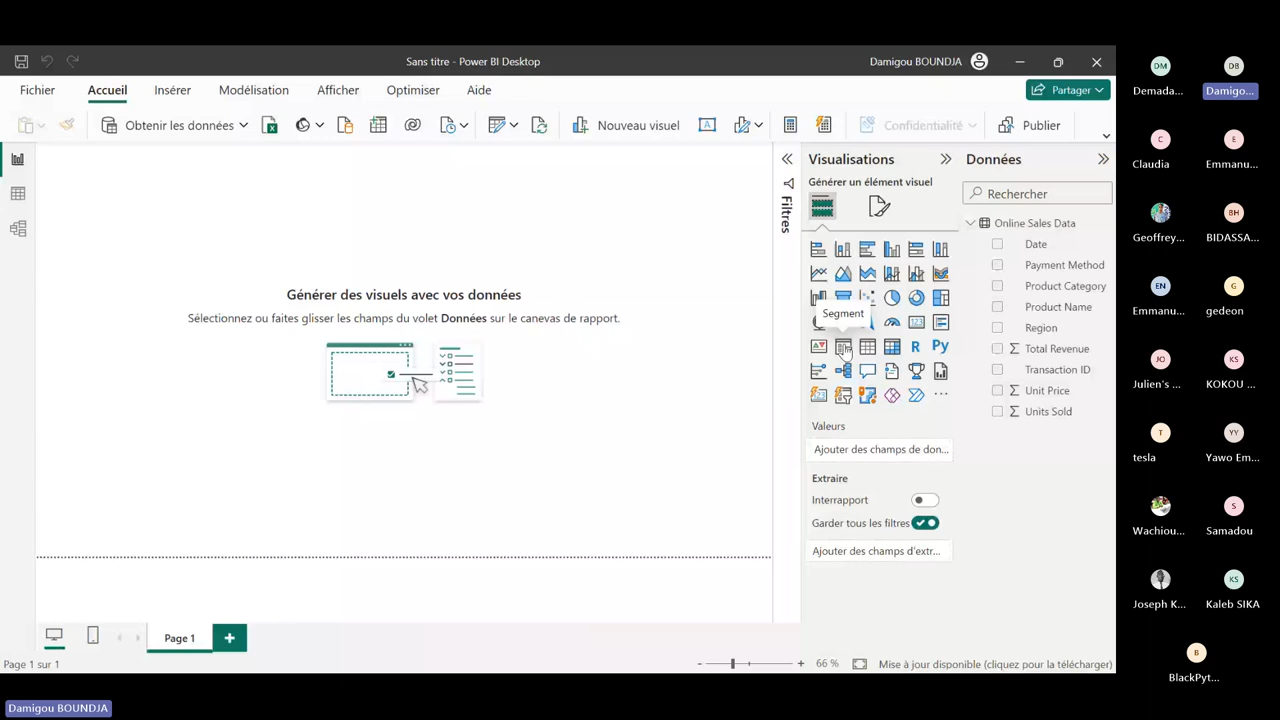 Sans titre - Power BI Desktop
Damigou BOUNDJA
Fichier
Accueil
Insérer
Modélisation
Afficher
Optimiser
Aide
Partager
Obtenir les données
Nouveau visuel
Confidentialité
Publier
Générer des visuels avec vos données
Sélectionnez ou faites glisser les champs du volet Données sur le canevas de rapport.
Filtres
Visualisations
Générer un élément visuel
Segment
R
Py
123
Valeurs
Ajouter des champs de don...
Extraire
Interrapport
Garder tous les filtres
Ajouter des champs d'extr...
Données
Rechercher
Online Sales Data
Date
Payment Method
Product Category
Product Name
Region
Σ Total Revenue
Transaction ID
Σ Unit Price
Σ Units Sold
Page 1
Page 1 sur 1
- + 66 %
Mise à jour disponible (cliquez pour la télécharger)
DM
Demada...
DB
Damigo...
C
Claudia
E
Emmanu...
Geoffrey...
BH
BIDASSA...
EN
Emmanu...
G
gedeon
JO
Julien's ...
KS
KOKOU ...
T
tesla
YY
Yawo Em...
Wachiou...
S
Samadou
Joseph K...
KS
Kaleb SIKA
B
BlackPyt...
Damigou BOUNDJA